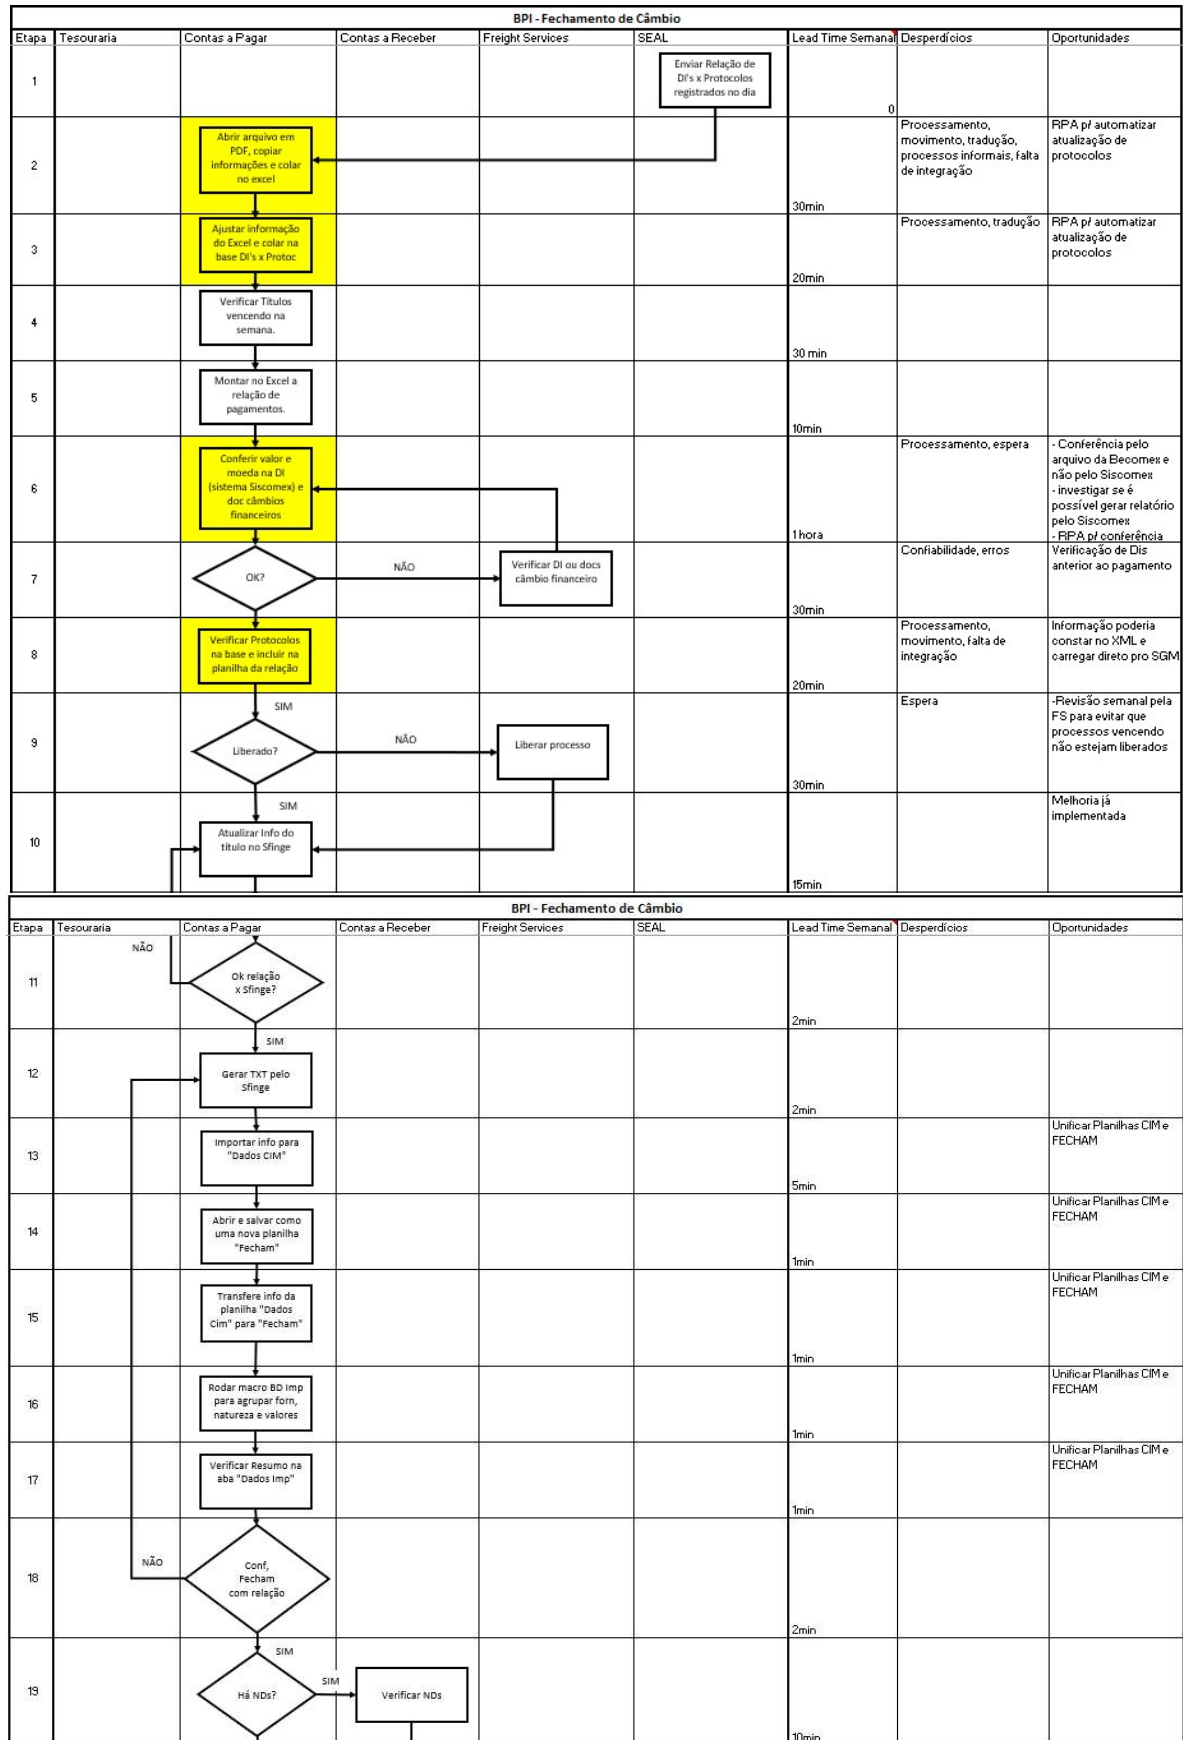 BPI - Fechamento de Câmbio
Etapa Tesouraria Contas a Pagar Contas a Receber Freight Services SEAL Lead Time Semanal Desperdícios Oportunidades
1
Enviar Relação de
DI's x Protocolos
registrados no dia
0
2
Abrir arquivo em
PDF, copiar
informações e colar
no excel
30min
Processamento,
movimento, tradução,
processos informais, falta
de integração
RPA p/ automatizar
atualização de
protocolos
3
Ajustar informação
do Excel e colar na
base DI's x Protoc
20min
Processamento, tradução
RPA p/ automatizar
atualização de
protocolos
4
Verificar Títulos
vencendo na
semana.
30 min
5
Montar no Excel a
relação de
pagamentos.
10min
6
Conferir valor e
moeda na DI
(sistema Siscomex) e
doc câmbios
financeiros
1 hora
Processamento, espera
- Conferência pelo
arquivo da Becomex e
não pelo Siscomex
- investigar se é
possível gerar relatório
pelo Siscomex
- RPA p/ conferência
7
OK?
NÃO
Verificar DI ou docs
câmbio financeiro
30min
Confiabilidade, erros
Verificação de Dis
anterior ao pagamento
8
Verificar Protocolos
na base e incluir na
planilha da relação
20min
Processamento,
movimento, falta de
integração
Informação poderia
constar no XML e
carregar direto pro SGM
9
SIM
Liberado?
NÃO
Liberar processo
30min
Espera
-Revisão semanal pela
FS para evitar que
processos vencendo
não estejam liberados
10
SIM
Atualizar Info do
título no Sfinge
15min
Melhoria já
implementada
BPI - Fechamento de Câmbio
Etapa Tesouraria Contas a Pagar Contas a Receber Freight Services SEAL Lead Time Semanal Desperdícios Oportunidades
11
NÃO
Ok relação
x Sfinge?
2min
12
SIM
Gerar TXT pelo
Sfinge
2min
13
Importar info para
"Dados CIM"
5min
Unificar Planilhas CIM e
FECHAM
14
Abrir e salvar como
uma nova planilha
"Fecham"
1min
Unificar Planilhas CIM e
FECHAM
15
Transfere info da
planilha "Dados
Cim" para "Fecham"
1min
Unificar Planilhas CIM e
FECHAM
16
Rodar macro BD Imp
para agrupar forn,
natureza e valores
1min
Unificar Planilhas CIM e
FECHAM
17
Verificar Resumo na
aba "Dados Imp"
1min
Unificar Planilhas CIM e
FECHAM
18
NÃO
Conf,
Fecham
com relação
2min
19
SIM
Há NDs?
SIM
Verificar NDs
10min